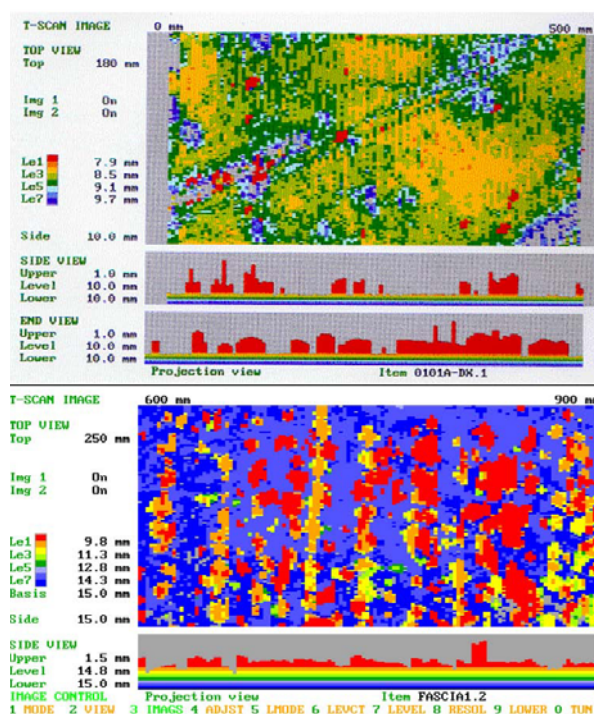 T-SCAN IMAGE 0 mm 500 mm
TOP VIEW
Top 180 mm
Img 1 On
Img 2 On
Le1 7.9 mm
Le3 8.5 mm
Le5 9.1 mm
Le7 9.7 mm
Side 10.0 mm
SIDE VIEW
Upper 1.0 mm
Level 10.0 mm
Lower 10.0 mm
END VIEW
Upper 1.0 mm
Level 10.0 mm
Lower 10.0 mm
Projection view Item 0101A-DX.1
T-SCAN IMAGE 600 mm 900 mm
TOP VIEW
Top 250 mm
Img 1 On
Img 2 On
Le1 9.8 mm
Le3 11.3 mm
Le5 12.8 mm
Le7 14.3 mm
Basis 15.0 mm
Side 15.0 mm
SIDE VIEW
Upper 1.5 mm
Level 14.8 mm
Lower 15.0 mm
IMAGE CONTROL Projection view Item FASCIA1.2
1 MODE 2 VIEW 3 IMAGS 4 ADJST 5 LMODE 6 LEVCT 7 LEVEL 8 RESOL 9 LOWER 0 TUM